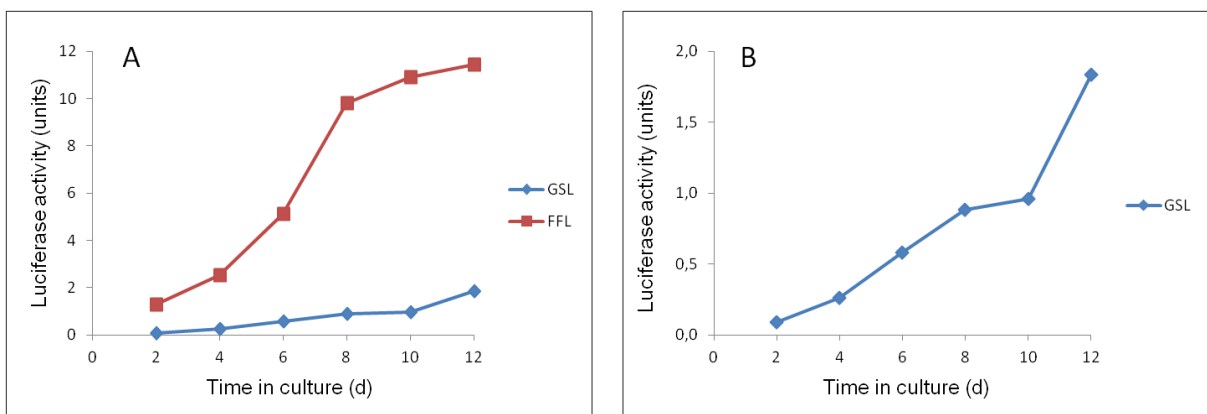 A
Luciferase activity (units)
12
10
8
6
4
2
0
0 2 4 6 8 10 12
Time in culture (d)
GSL
FFL
B
Luciferase activity (units)
2,0
1,5
1,0
0,5
0,0
0 2 4 6 8 10 12
Time in culture (d)
GSL